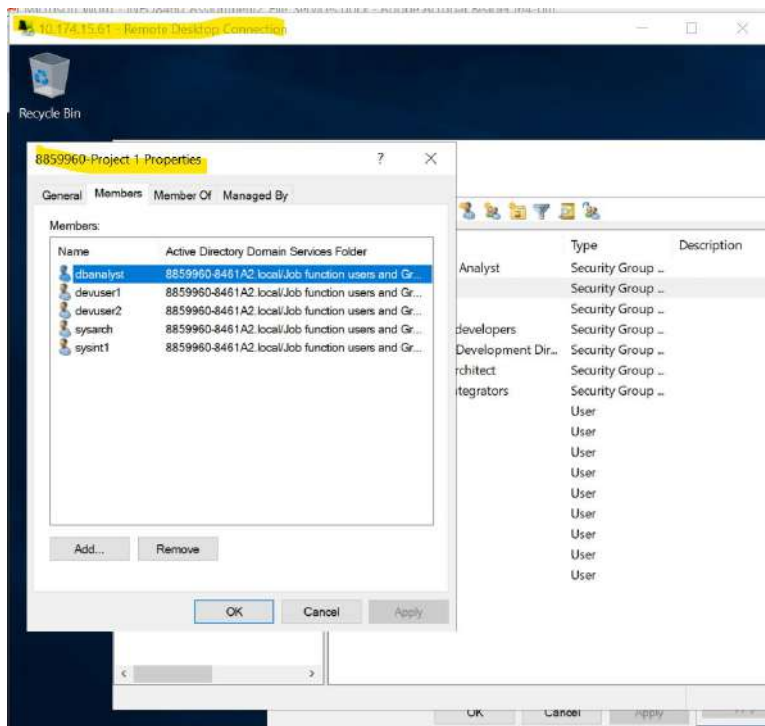 10.174.15.61 - Remote Desktop Connection
Recycle Bin
8859960-Project 1 Properties
General Members Member Of Managed By
Members:
Name Active Directory Domain Services Folder
dbanalyst 8859960-8461A2.local/Job function users and Gr...
devuser1 8859960-8461A2.local/Job function users and Gr...
devuser2 8859960-8461A2.local/Job function users and Gr...
sysarch 8859960-8461A2.local/Job function users and Gr...
sysint1 8859960-8461A2.local/Job function users and Gr...
Add... Remove
OK Cancel Apply
Type Description
Analyst Security Group ...
Security Group ...
Security Group ...
developers Security Group ...
Development Dir... Security Group ...
rchitect Security Group ...
tegrators Security Group ...
User
User
User
User
User
User
User
User
User
OK Cancel Apply